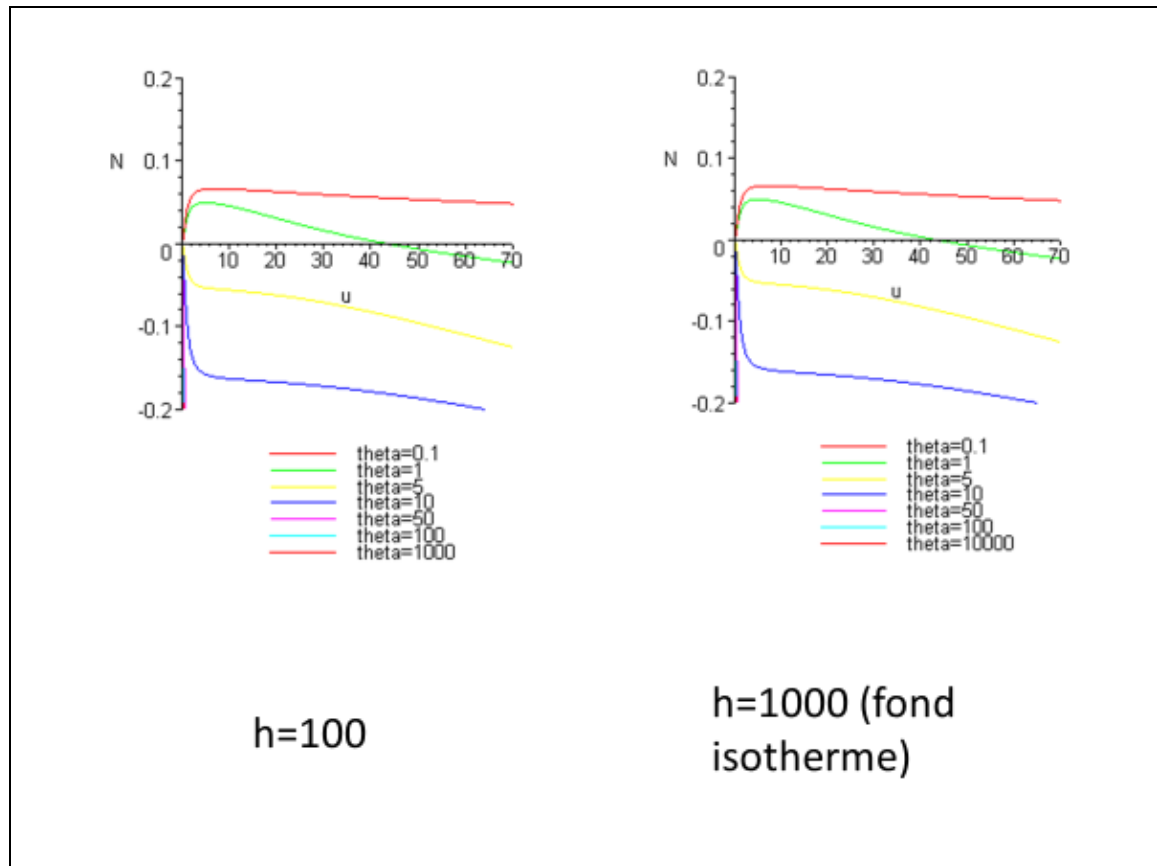 0.2
N
0.1
0
10 20 30 40 50 60 70
u
-0.1
-0.2
theta=0.1
theta=1
theta=5
theta=10
theta=50
theta=100
theta=1000
h=100
0.2
N
0.1
0
10 20 30 40 50 60 70
u
-0.1
-0.2
theta=0.1
theta=1
theta=5
theta=10
theta=50
theta=100
theta=10000
h=1000 (fond
isotherme)